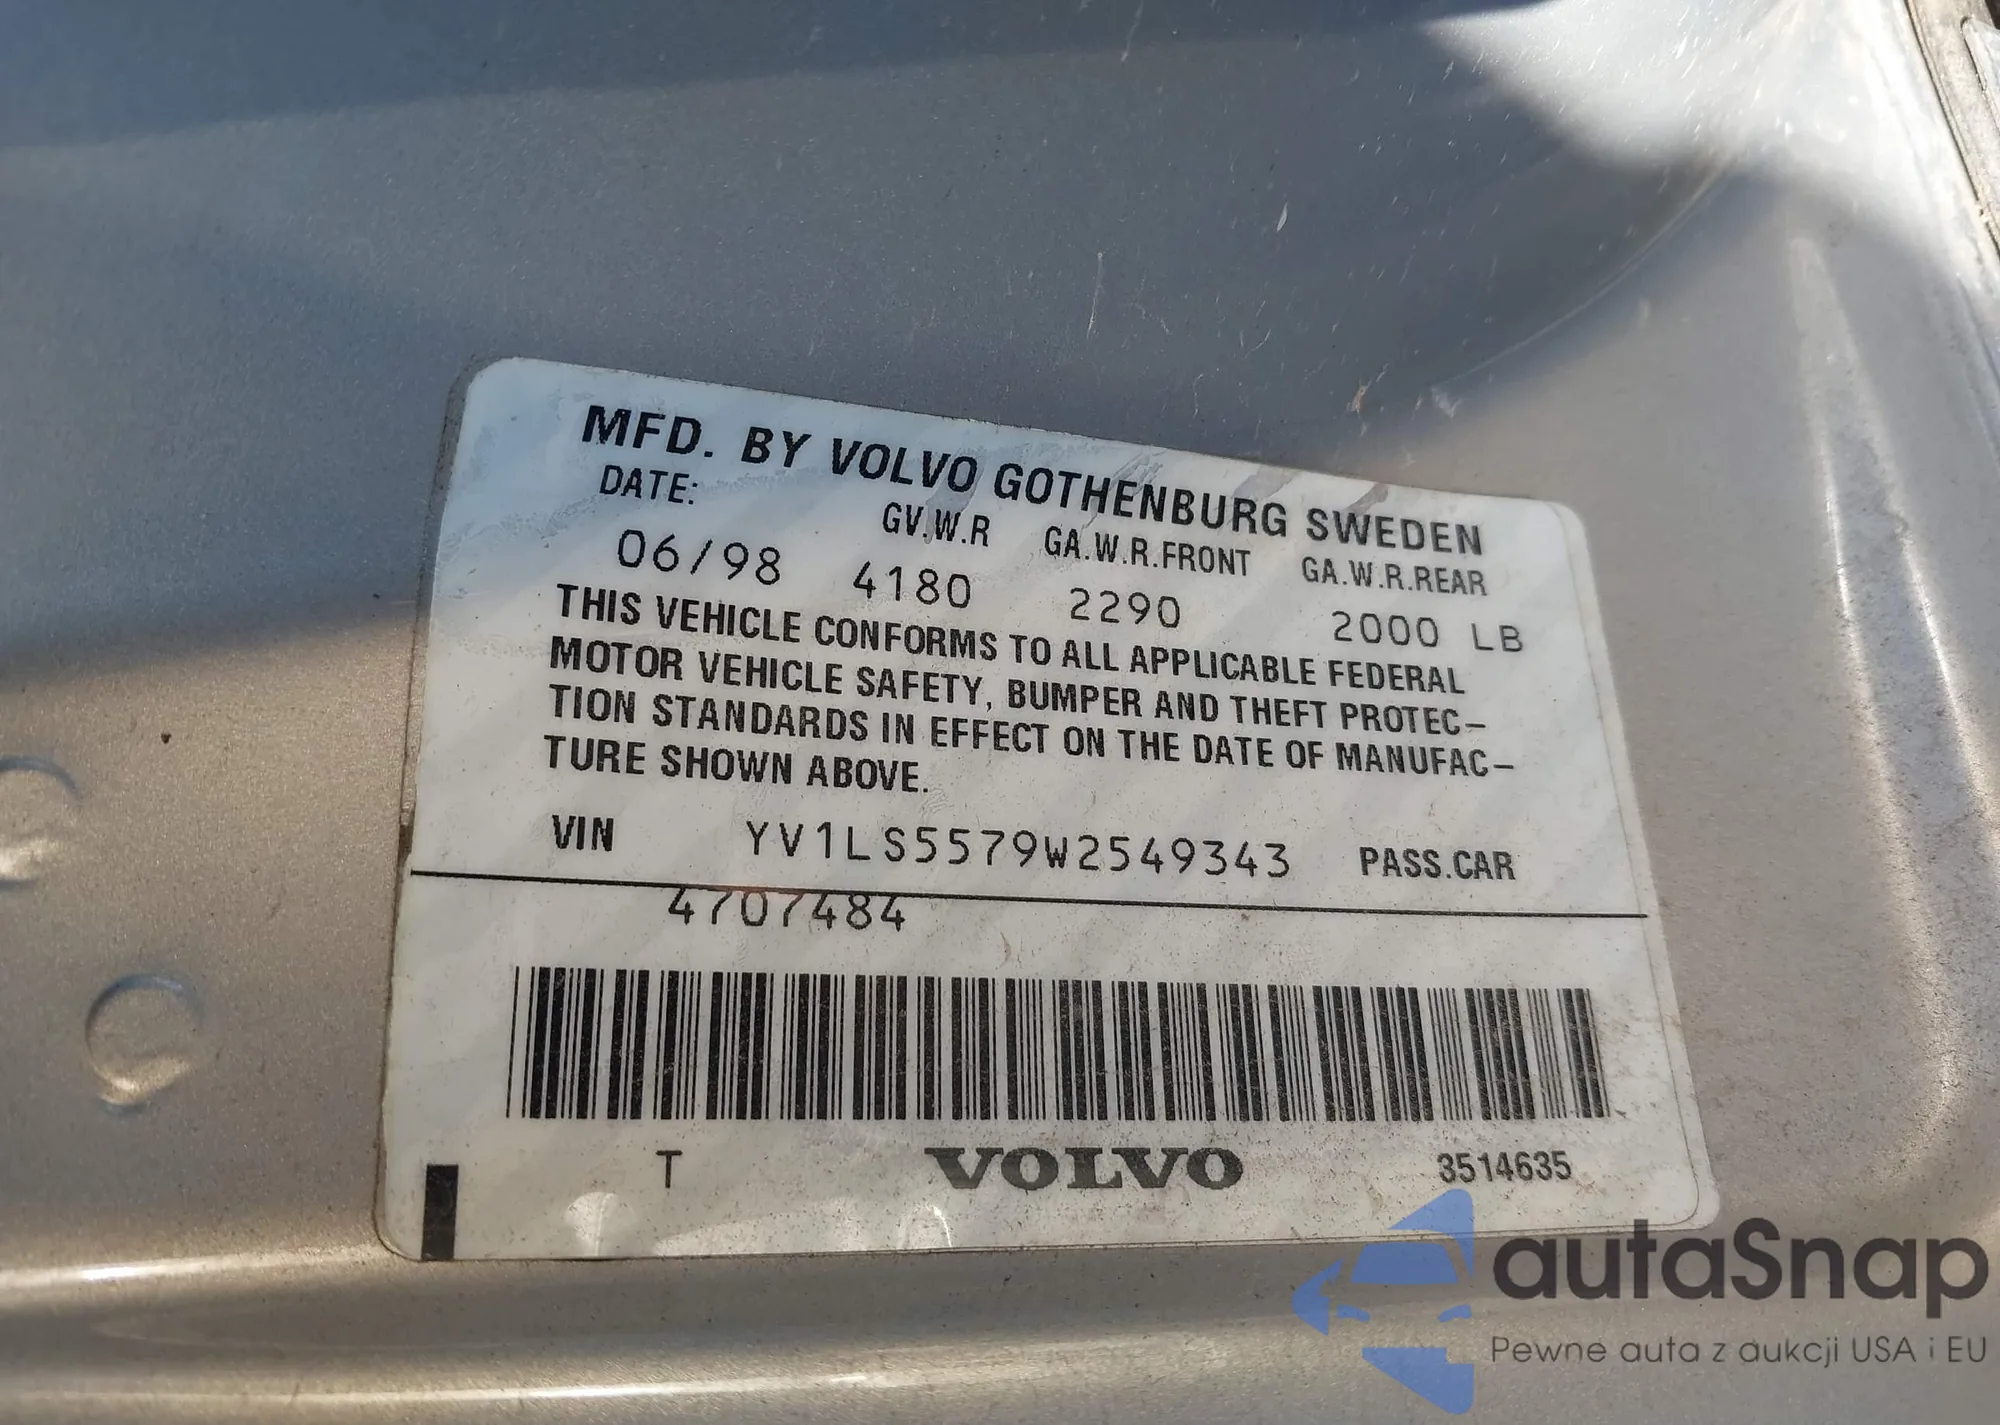 MFD. BY VOLVO GOTHENBURG SWEDEN
DATE: GV.W.R GA.W.R.FRONT GA.W.R.REAR
06/98 4180 2290 2000 LB
THIS VEHICLE CONFORMS TO ALL APPLICABLE FEDERAL
MOTOR VEHICLE SAFETY, BUMPER AND THEFT PROTEC–
TION STANDARDS IN EFFECT ON THE DATE OF MANUFAC–
TURE SHOWN ABOVE.
VIN YV1LS5579W2549343 PASS.CAR
4707484
T VOLVO 3514635
autaSnap
Pewne auta z aukcji USA i EU